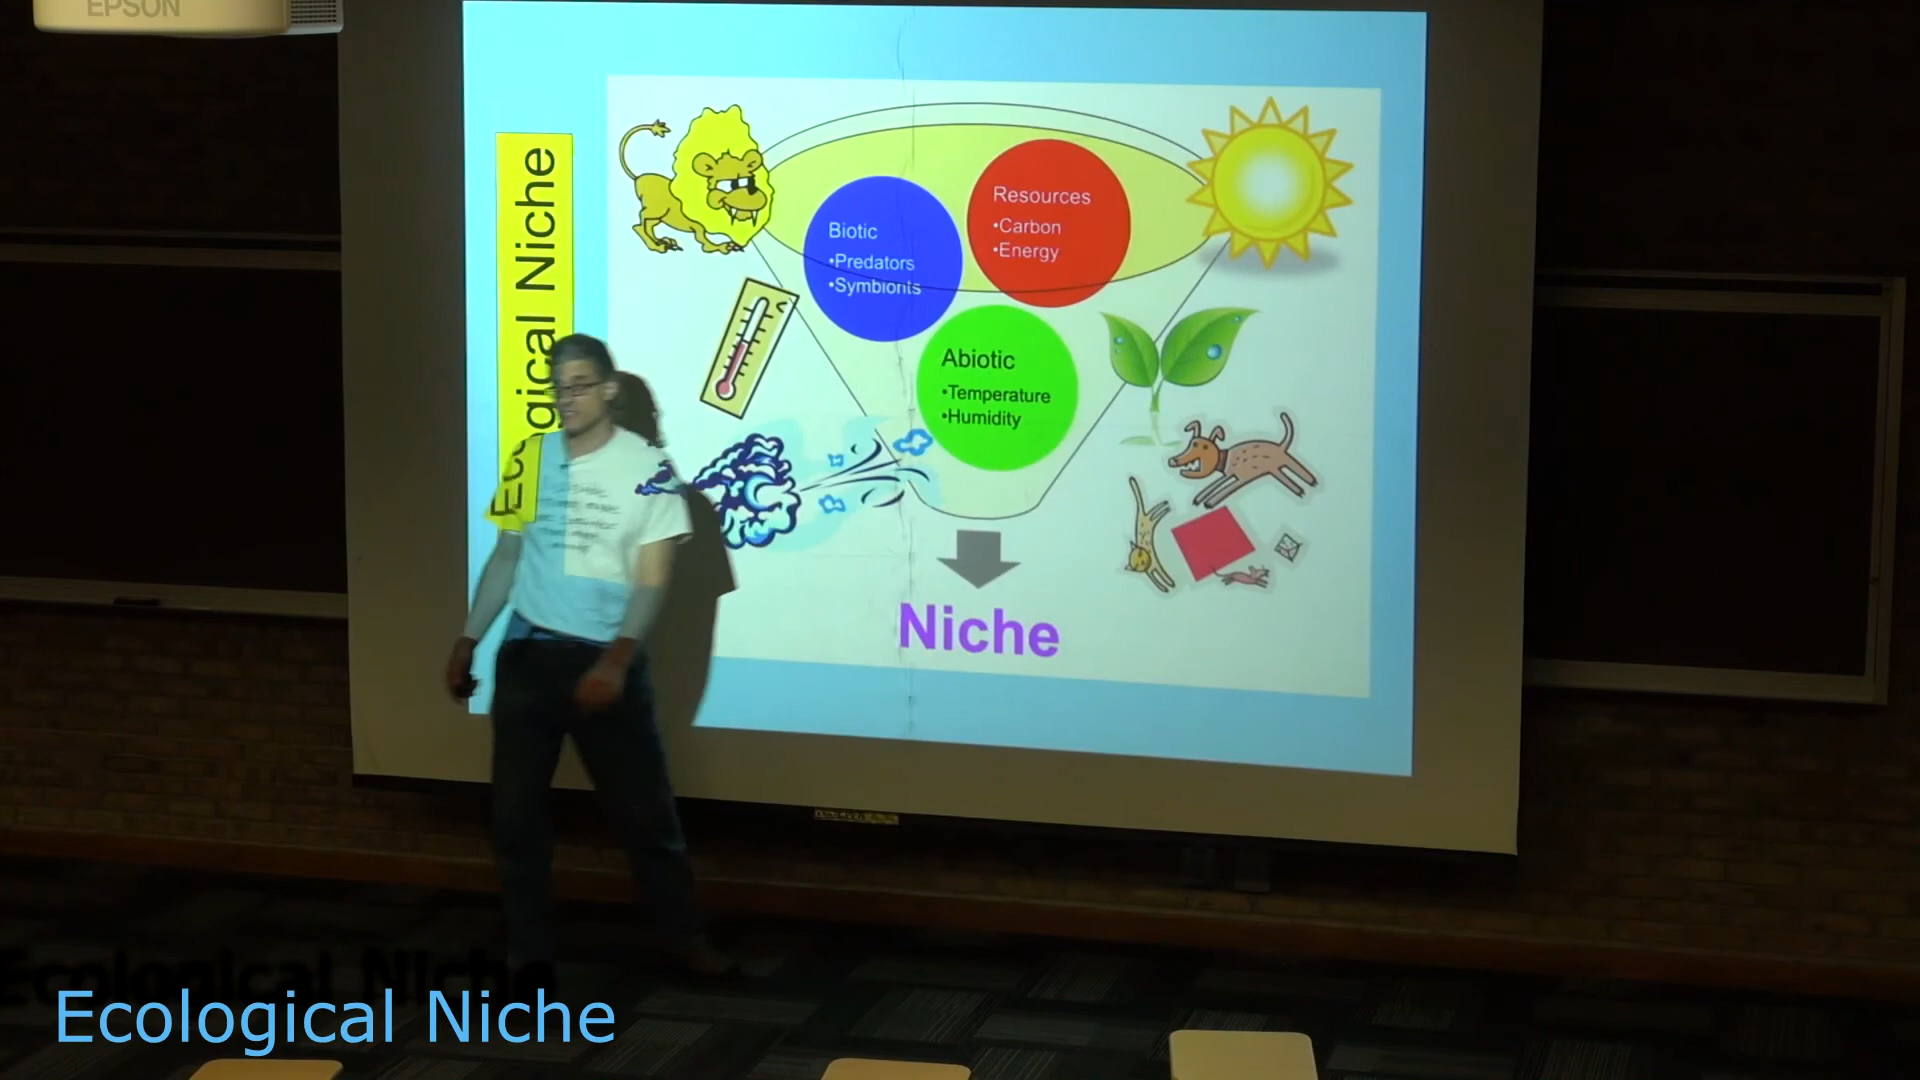 EPSON
Ecological Niche
Resources
•Carbon
•Energy
Biotic
•Predators
•Symbionts
Abiotic
•Temperature
•Humidity
Niche
Ecological Niche